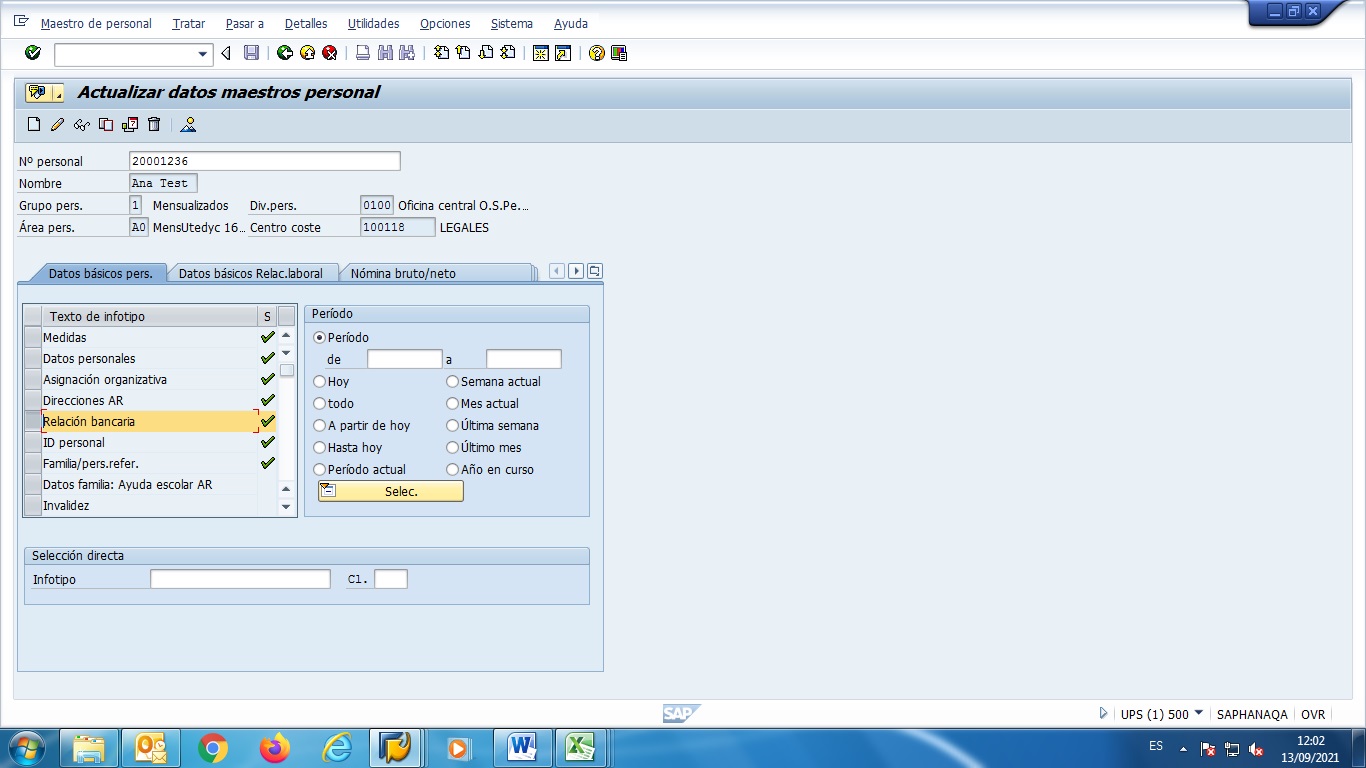 Maestro de personal Tratar Pasar a Detalles Utilidades Opciones Sistema Ayuda
Actualizar datos maestros personal
Nº personal 20001236
Nombre Ana Test
Grupo pers. 1 Mensualizados Div.pers. 0100 Oficina central O.S.Pe...
Área pers. A0 MensUtedyc 16... Centro coste 100118 LEGALES
Datos básicos pers. Datos básicos Relac.laboral Nómina bruto/neto
Texto de infotipo S
Medidas
Datos personales
Asignación organizativa
Direcciones AR
Relación bancaria
ID personal
Familia/pers.refer.
Datos familia: Ayuda escolar AR
Invalidez
Período
Período
de a
Hoy Semana actual
todo Mes actual
A partir de hoy Última semana
Hasta hoy Último mes
Período actual Año en curso
Selec.
Selección directa
Infotipo Cl.
SAP
UPS (1) 500 SAPHANAQA OVR
ES 12:02
13/09/2021